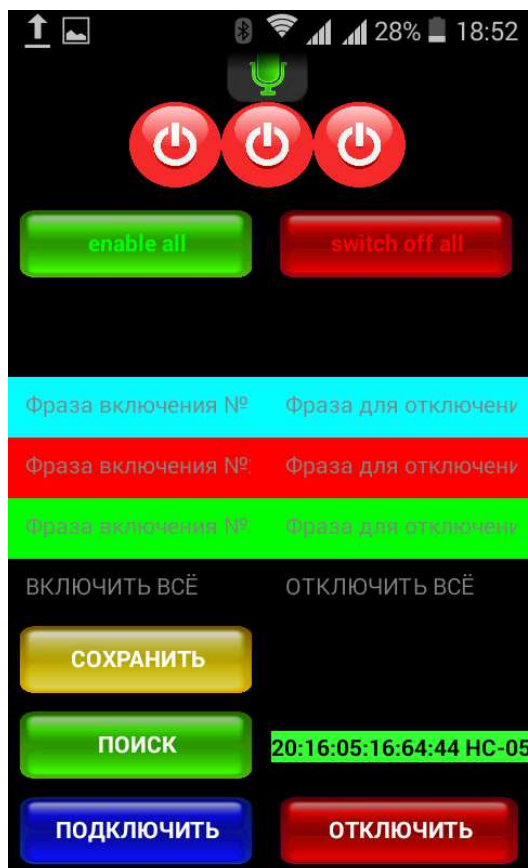 28% 18:52
enable all switch off all
Фраза включения № Фраза для отключени
Фраза включения № Фраза для отключени
Фраза включения № Фраза для отключени
ВКЛЮЧИТЬ ВСЁ ОТКЛЮЧИТЬ ВСЁ
СОХРАНИТЬ
ПОИСК 20:16:05:16:64:44 HC-05
ПОДКЛЮЧИТЬ ОТКЛЮЧИТЬ